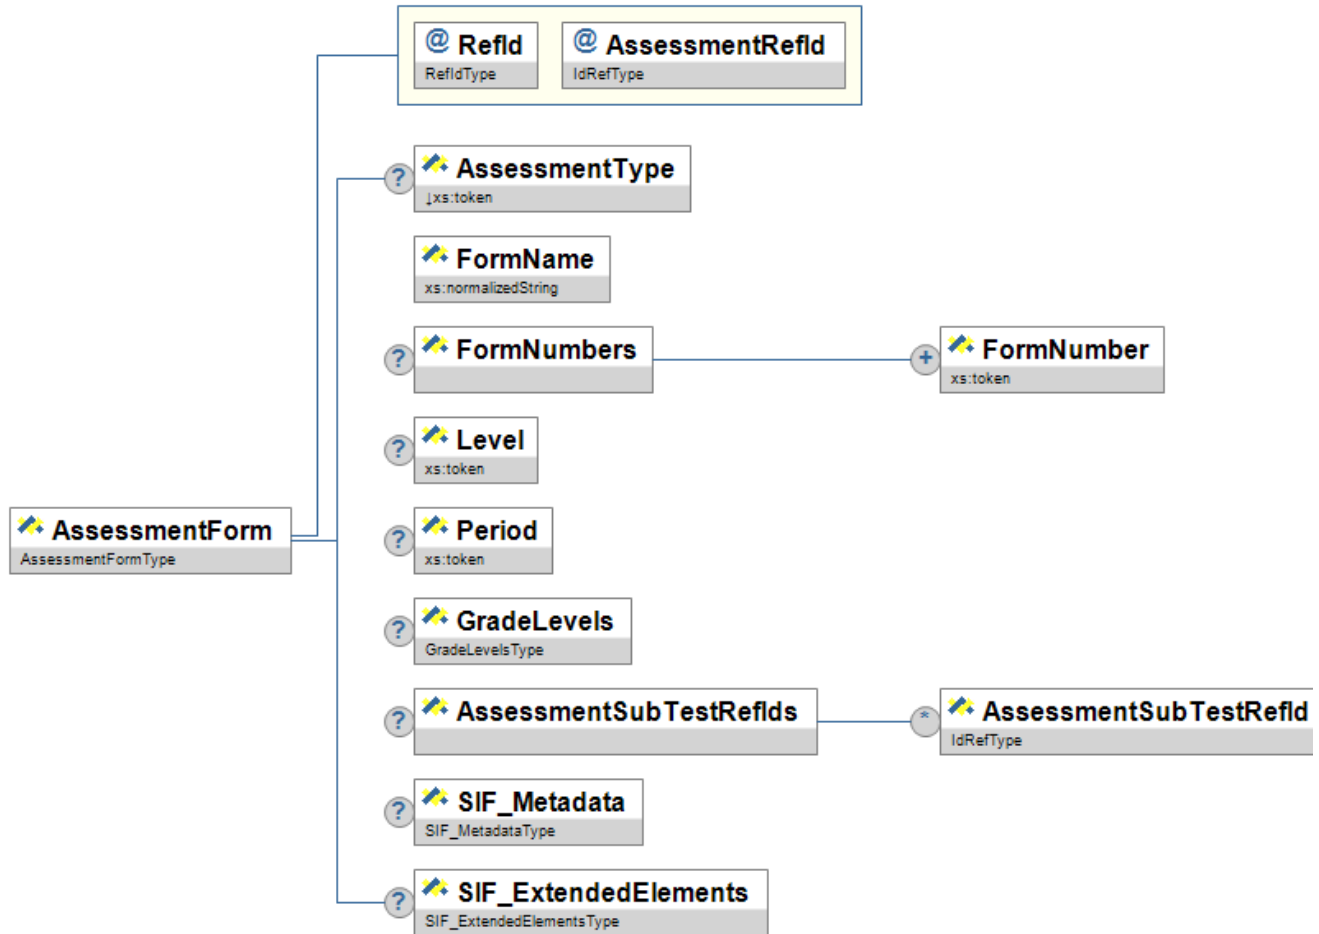 @ RefId
RefIdType
@ AssessmentRefId
IdRefType
? AssessmentType
↓xs:token
FormName
xs:normalizedString
? FormNumbers
+ FormNumber
xs:token
? Level
xs:token
AssessmentForm
AssessmentFormType
? Period
xs:token
? GradeLevels
GradeLevelsType
? AssessmentSubTestRefIds
* AssessmentSubTestRefId
IdRefType
? SIF_Metadata
SIF_MetadataType
? SIF_ExtendedElements
SIF_ExtendedElementsType